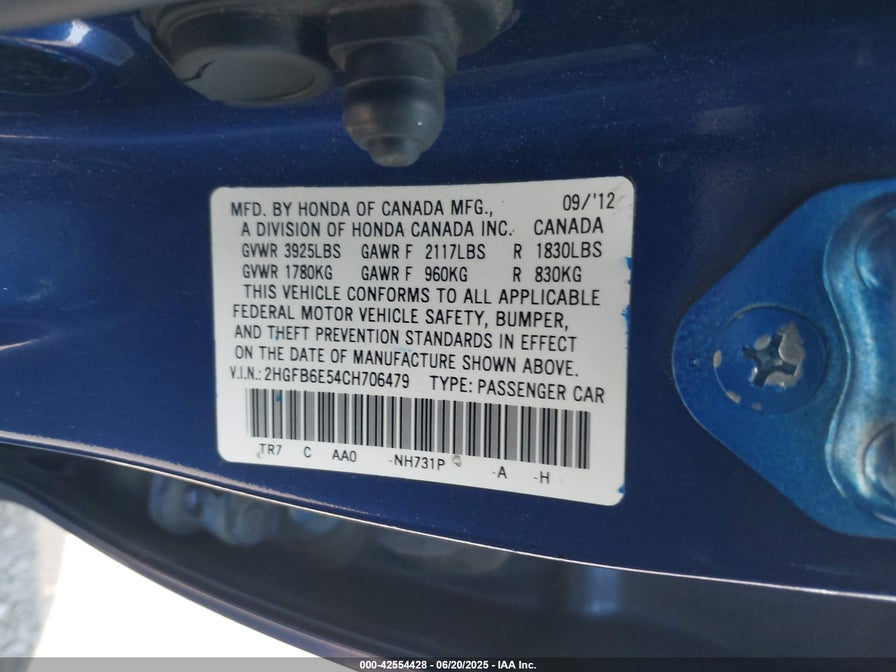 MFD. BY HONDA OF CANADA MFG., 09/'12
A DIVISION OF HONDA CANADA INC. CANADA
GVWR 3925LBS GAWR F 2117LBS R 1830LBS
GVWR 1780KG GAWR F 960KG R 830KG
THIS VEHICLE CONFORMS TO ALL APPLICABLE
FEDERAL MOTOR VEHICLE SAFETY, BUMPER,
AND THEFT PREVENTION STANDARDS IN EFFECT
ON THE DATE OF MANUFACTURE SHOWN ABOVE.
V.I.N.: 2HGFB6E54CH706479 TYPE: PASSENGER CAR
TR7 C AA0 -NH731P -A -H
000-42554428 - 06/20/2025 - IAA Inc.